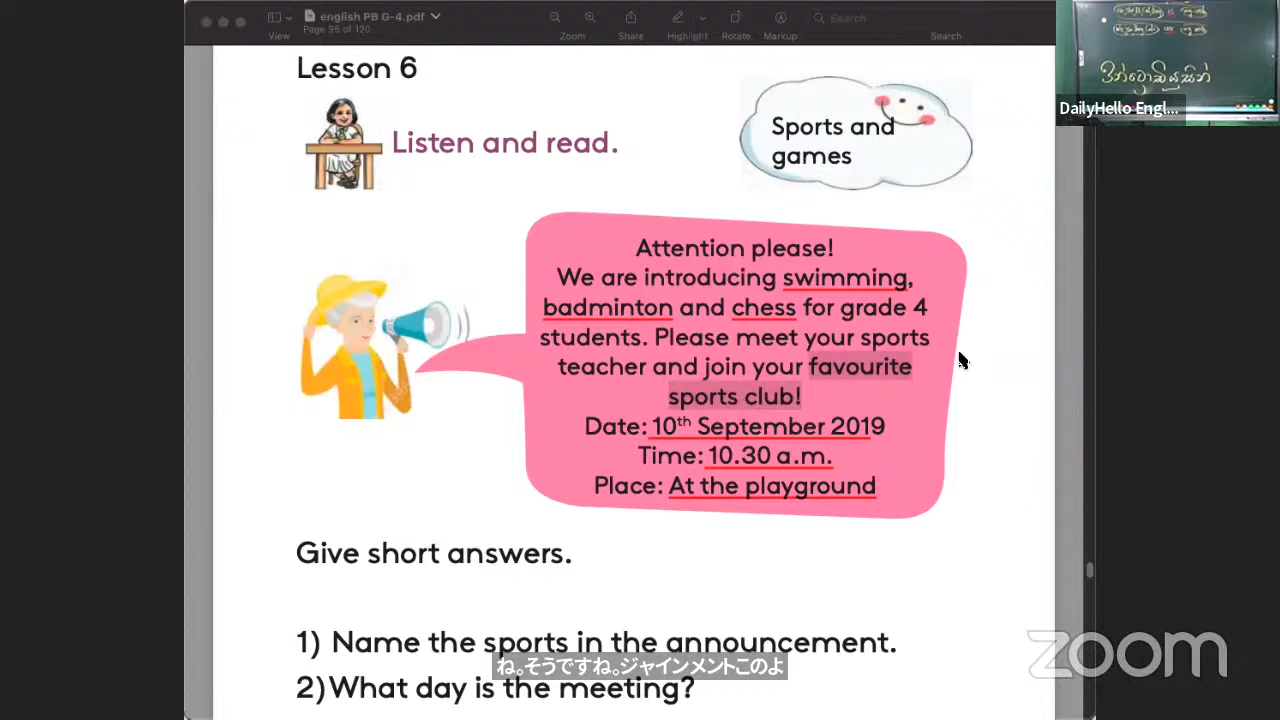 english PB G-4.pdf
Page 96 of 120
View
Zoom
Share
Highlight
Rotate
Markup
Search
Search
DailyHello Engl...
ඉන්ට්‍රොඩියුසින්
Lesson 6
Listen and read.
Sports and
games
Attention please!
We are introducing swimming,
badminton and chess for grade 4
students. Please meet your sports
teacher and join your favourite
sports club!
Date: 10th September 2019
Time: 10.30 a.m.
Place: At the playground
Give short answers.
1) Name the sports in the announcement.
2)What day is the meeting?
ね。そうですね。ジャインメントこのよ
zoom